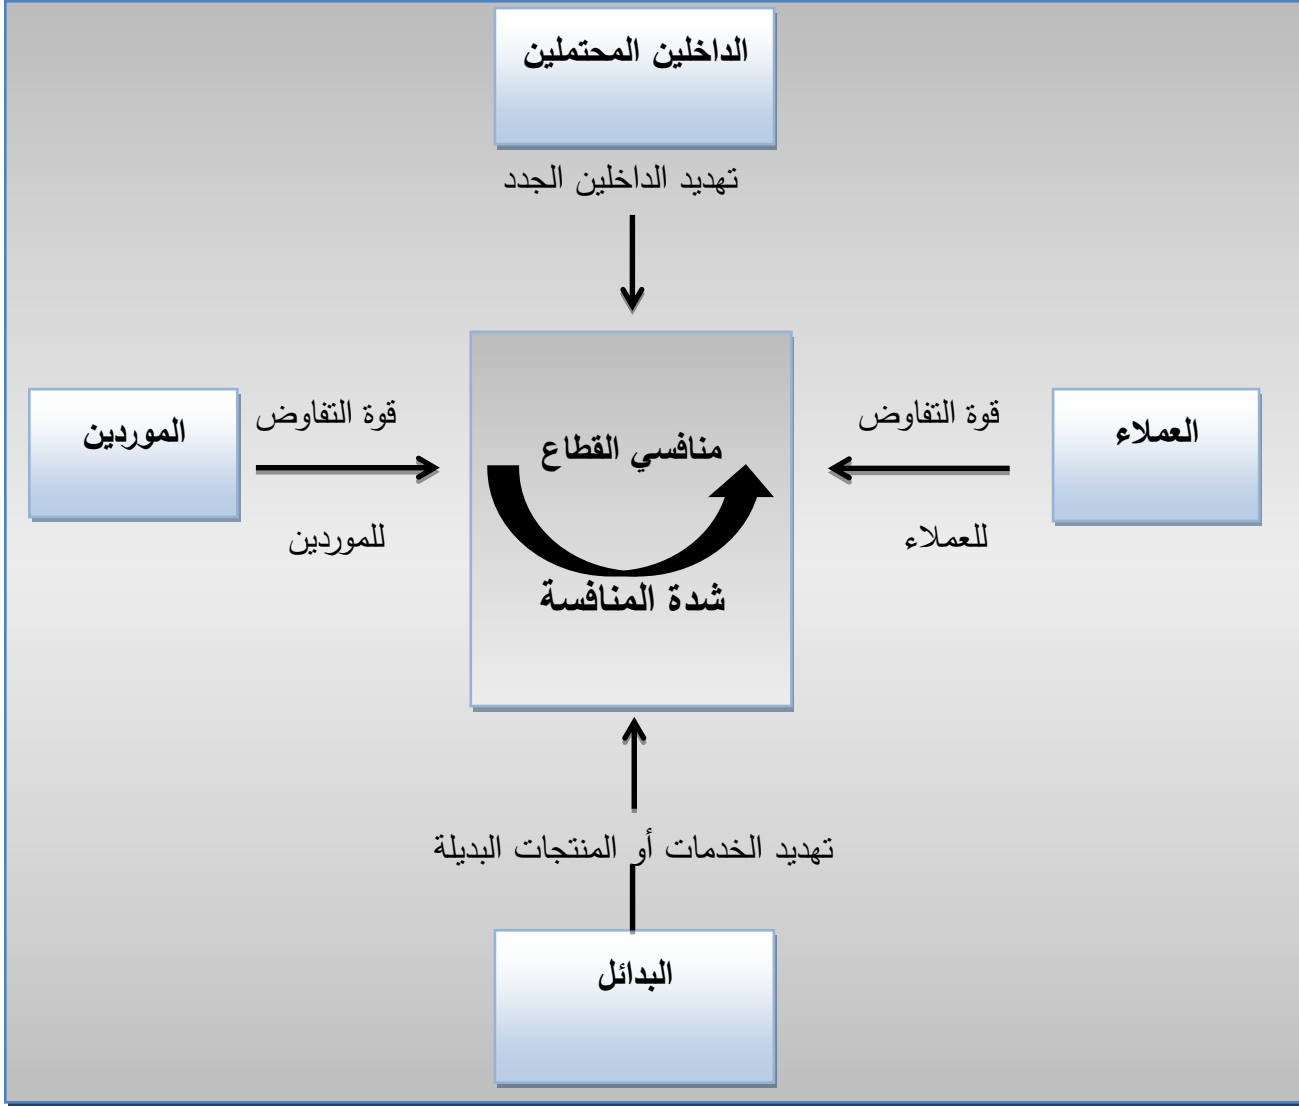 الداخلين المحتملين
تهديد الداخلين الجدد
العملاء
قوة التفاوض
للعملاء
منافسي القطاع
شدة المنافسة
قوة التفاوض
للموردين
الموردين
تهديد الخدمات أو المنتجات البديلة
البدائل